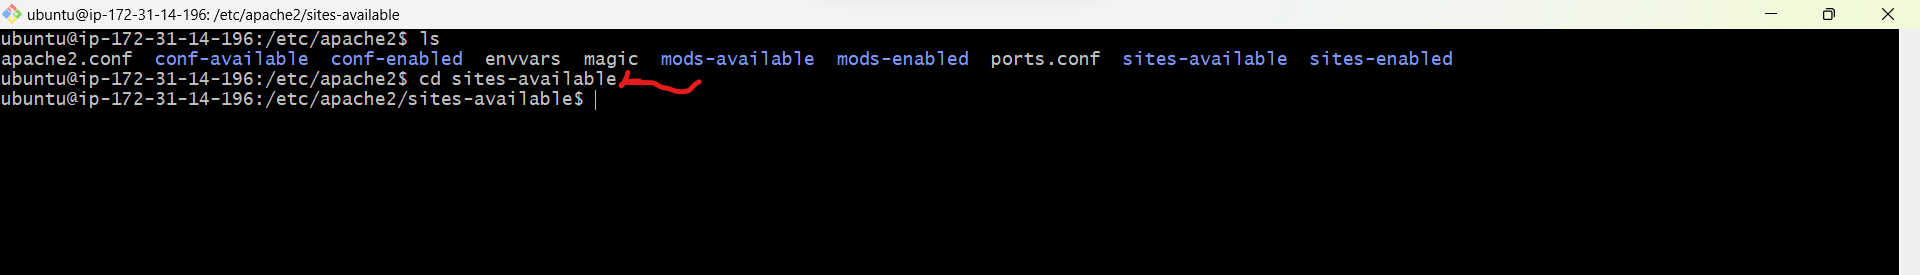 ubuntu@ip-172-31-14-196: /etc/apache2/sites-available
ubuntu@ip-172-31-14-196:/etc/apache2$ ls
apache2.conf  conf-available  conf-enabled  envvars  magic  mods-available  mods-enabled  ports.conf  sites-available  sites-enabled
ubuntu@ip-172-31-14-196:/etc/apache2$ cd sites-available
ubuntu@ip-172-31-14-196:/etc/apache2/sites-available$